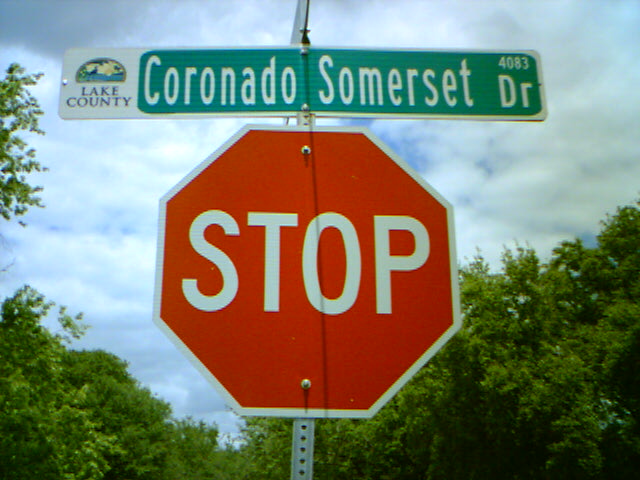 LAKE
COUNTY
Coronado Somerset Dr
4083
STOP